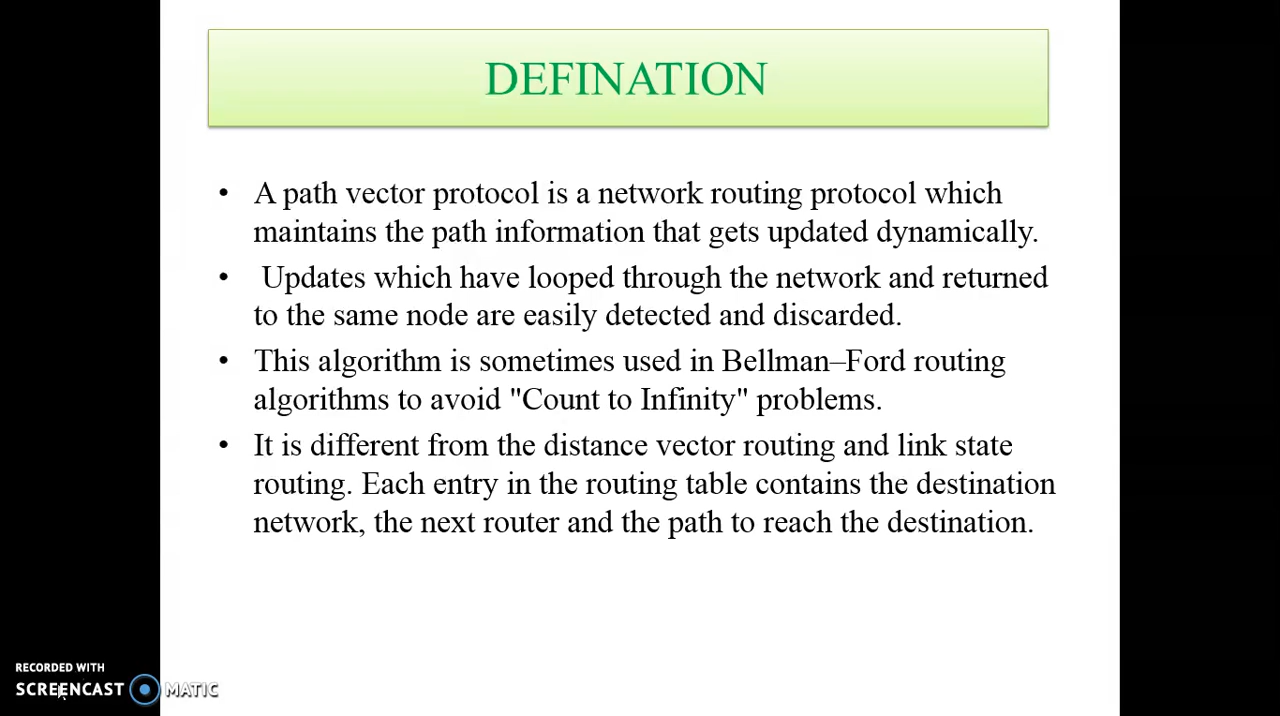 DEFINATION
• A path vector protocol is a network routing protocol which
maintains the path information that gets updated dynamically.
• Updates which have looped through the network and returned
to the same node are easily detected and discarded.
• This algorithm is sometimes used in Bellman–Ford routing
algorithms to avoid "Count to Infinity" problems.
• It is different from the distance vector routing and link state
routing. Each entry in the routing table contains the destination
network, the next router and the path to reach the destination.
RECORDED WITH
SCREENCAST MATIC